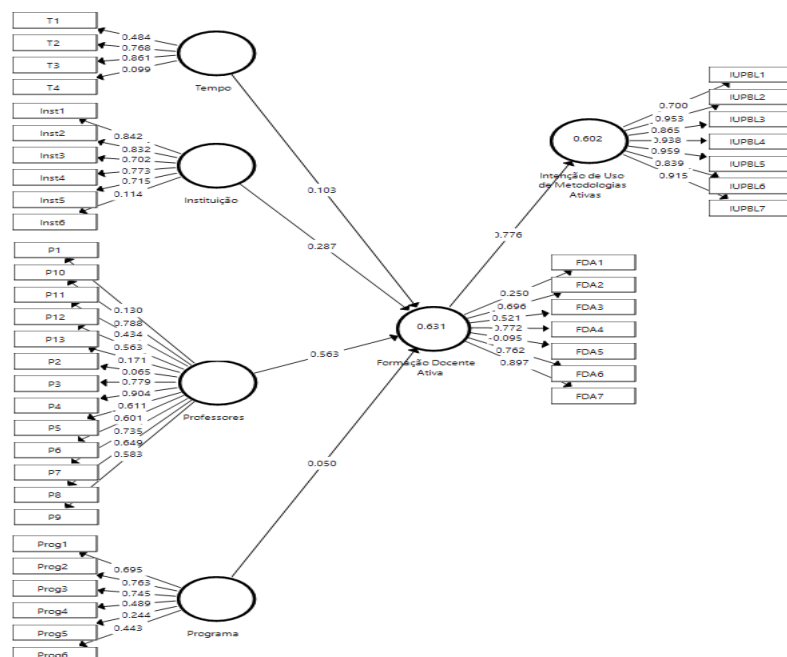 T1
T2
T3
T4
0.484
0.768
0.861
0.099
Tempo
Inst1
Inst2
Inst3
Inst4
Inst5
Inst6
0.842
0.832
0.702
0.773
0.715
0.114
Instituição
P1
P10
P11
P12
P13
P2
P3
P4
P5
P6
P7
P8
P9
0.130
0.788
0.434
0.563
0.171
0.065
0.779
0.904
0.611
0.601
0.735
0.649
0.583
Professores
Prog1
Prog2
Prog3
Prog4
Prog5
Prog6
0.695
0.763
0.745
0.489
0.244
0.443
Programa
0.103
0.287
0.563
0.050
0.631
Formação Docente
Ativa
0.250
0.696
0.521
0.772
-0.095
0.762
0.897
FDA1
FDA2
FDA3
FDA4
FDA5
FDA6
FDA7
0.776
0.602
Intenção de Uso
de Metodologias
Ativas
0.700
0.953
0.865
0.938
0.959
0.839
0.915
IUPBL1
IUPBL2
IUPBL3
IUPBL4
IUPBL5
IUPBL6
IUPBL7